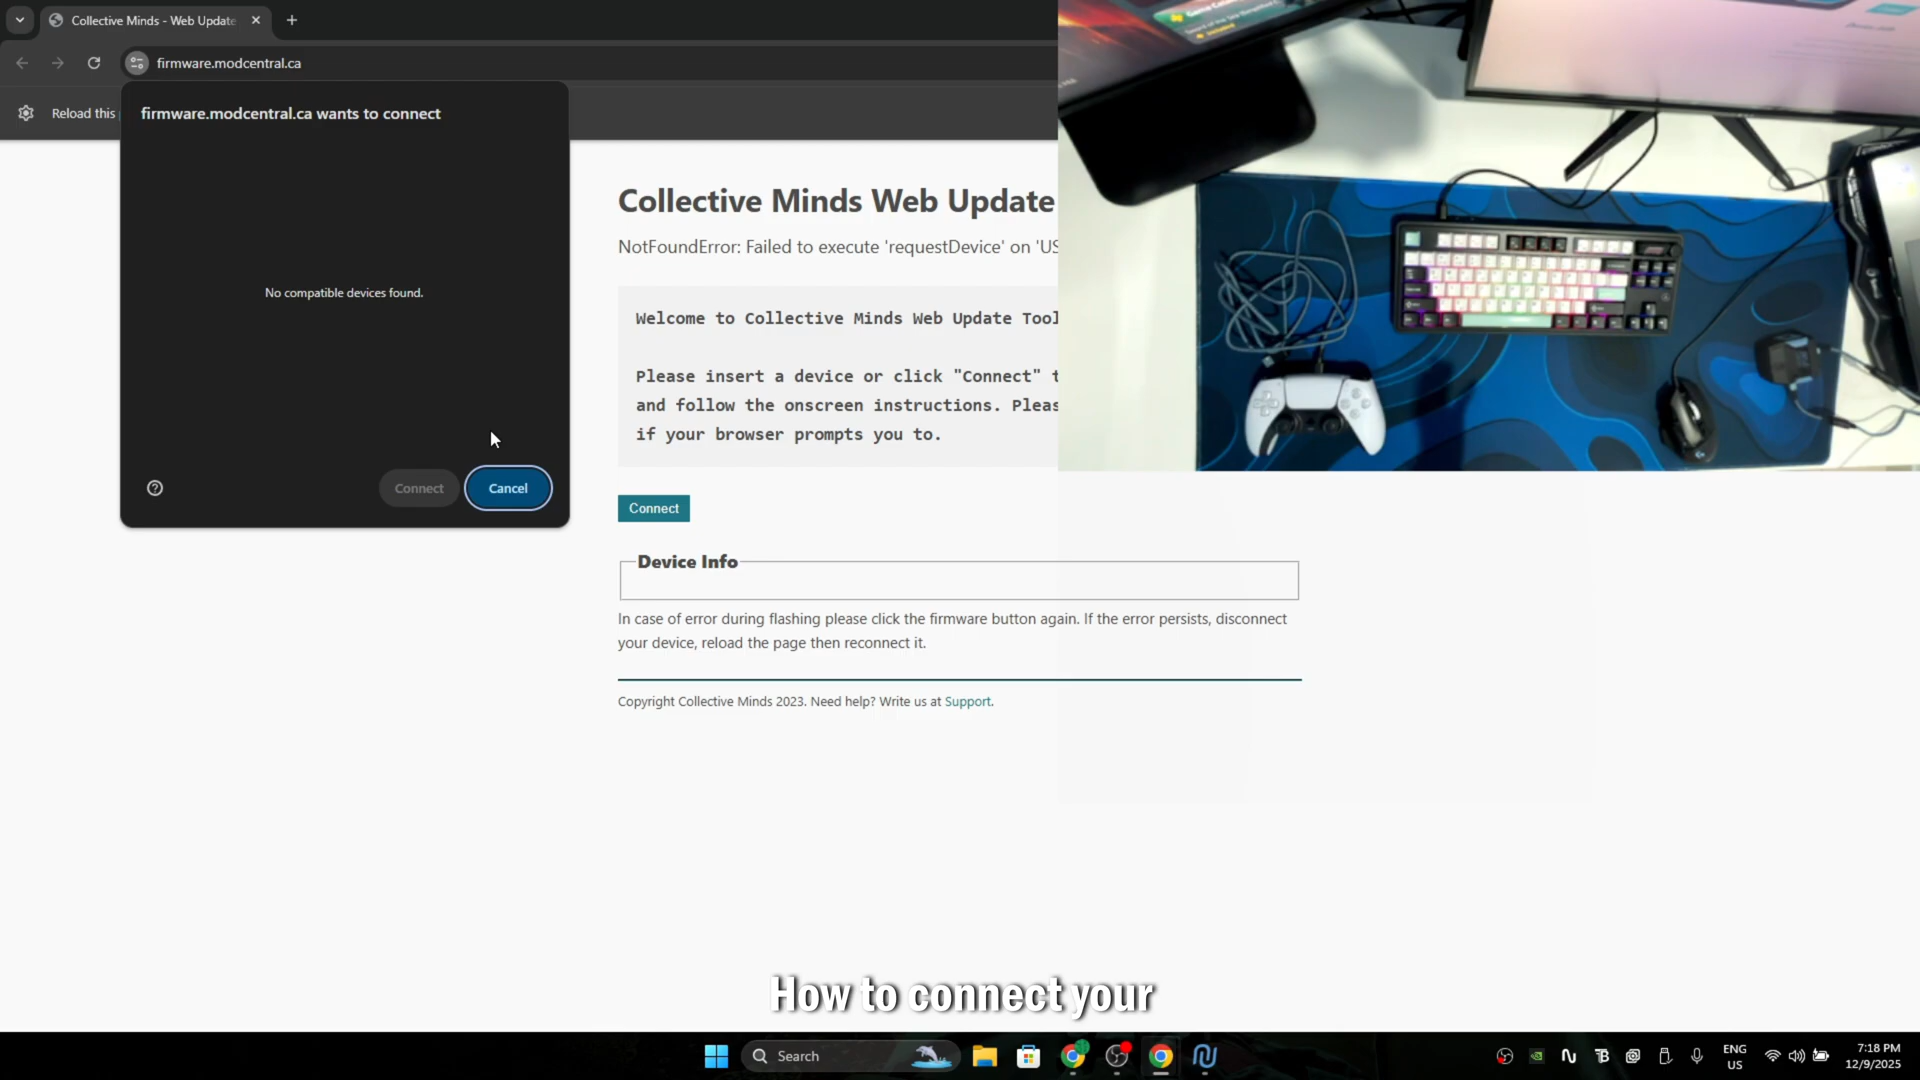 Collective Minds - Web Update
firmware.modcentral.ca
Reload this
firmware.modcentral.ca wants to connect
No compatible devices found.
Connect
Cancel
Collective Minds Web Update
NotFoundError: Failed to execute 'requestDevice' on 'US
Welcome to Collective Minds Web Update Tool
Please insert a device or click "Connect" t
and follow the onscreen instructions. Pleas
if your browser prompts you to.
Connect
Device Info
In case of error during flashing please click the firmware button again. If the error persists, disconnect
your device, reload the page then reconnect it.
Copyright Collective Minds 2023. Need help? Write us at Support.
How to connect your
Search
ENG
US
7:18 PM
12/9/2025